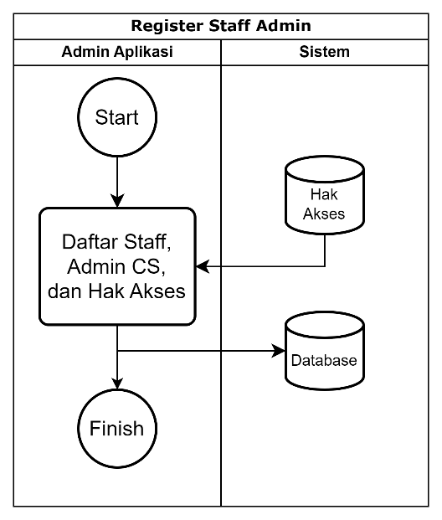 Register Staff Admin
Admin Aplikasi
Sistem
Start
Hak
Akses
Daftar Staff,
Admin CS,
dan Hak Akses
Database
Finish